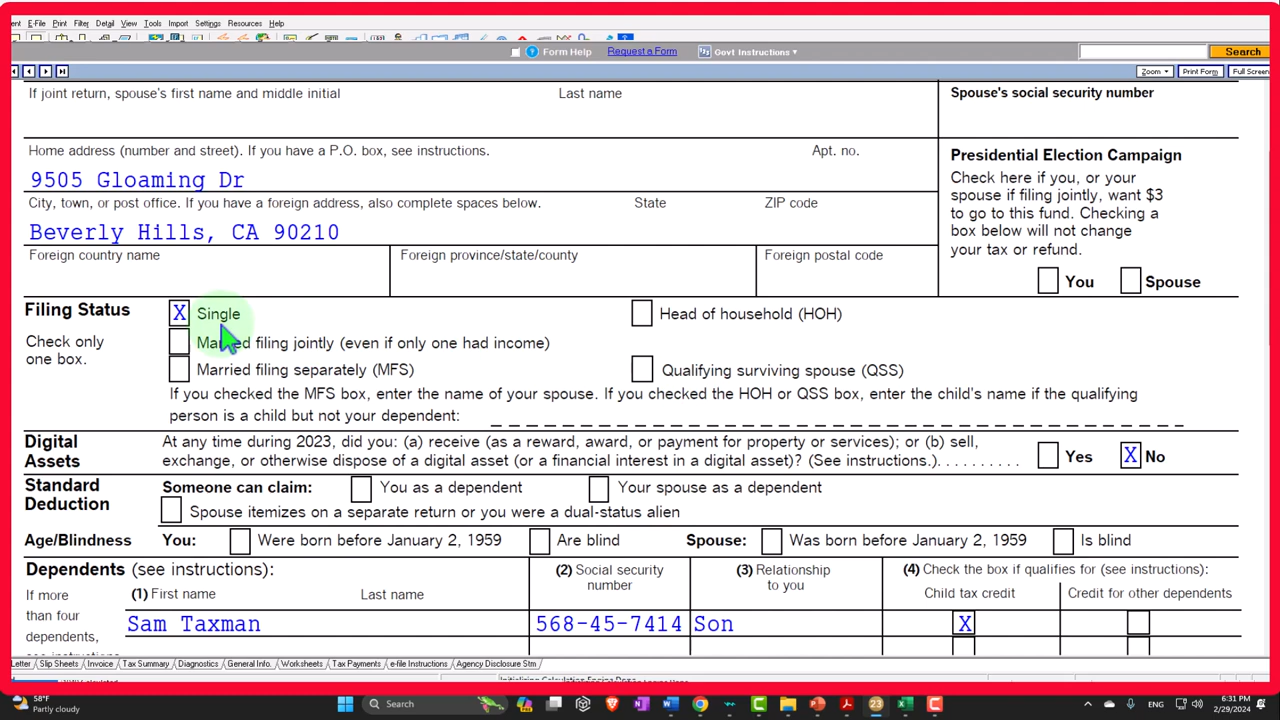 E-File Print Filter Detail View Tools Import Settings Resources Help
Form Help Request a Form Govt Instructions Search
Zoom Print Form Full Screen
If joint return, spouse's first name and middle initial Last name Spouse's social security number
Home address (number and street). If you have a P.O. box, see instructions. Apt. no.
9505 Gloaming Dr
City, town, or post office. If you have a foreign address, also complete spaces below. State ZIP code
Beverly Hills, CA 90210
Foreign country name Foreign province/state/county Foreign postal code
Presidential Election Campaign
Check here if you, or your
spouse if filing jointly, want $3
to go to this fund. Checking a
box below will not change
your tax or refund.
You Spouse
Filing Status X Single Head of household (HOH)
Check only
one box.
Married filing jointly (even if only one had income)
Married filing separately (MFS) Qualifying surviving spouse (QSS)
If you checked the MFS box, enter the name of your spouse. If you checked the HOH or QSS box, enter the child's name if the qualifying
person is a child but not your dependent:
Digital
Assets
At any time during 2023, did you: (a) receive (as a reward, award, or payment for property or services); or (b) sell,
exchange, or otherwise dispose of a digital asset (or a financial interest in a digital asset)? (See instructions.). . . . . . . . . . Yes X No
Standard
Deduction
Someone can claim: You as a dependent Your spouse as a dependent
Spouse itemizes on a separate return or you were a dual-status alien
Age/Blindness You: Were born before January 2, 1959 Are blind Spouse: Was born before January 2, 1959 Is blind
Dependents (see instructions):
(2) Social security
number
(3) Relationship
to you
(4) Check the box if qualifies for (see instructions):
If more
than four
dependents,
see instructions
(1) First name Last name Child tax credit Credit for other dependents
Sam Taxman 568-45-7414 Son X
Letter Slip Sheets Invoice Tax Summary Diagnostics General Info. Worksheets Tax Payments e-file Instructions Agency Disclosure Stm
58°F
Partly cloudy
Search
23
ENG
6:31 PM
2/29/2024